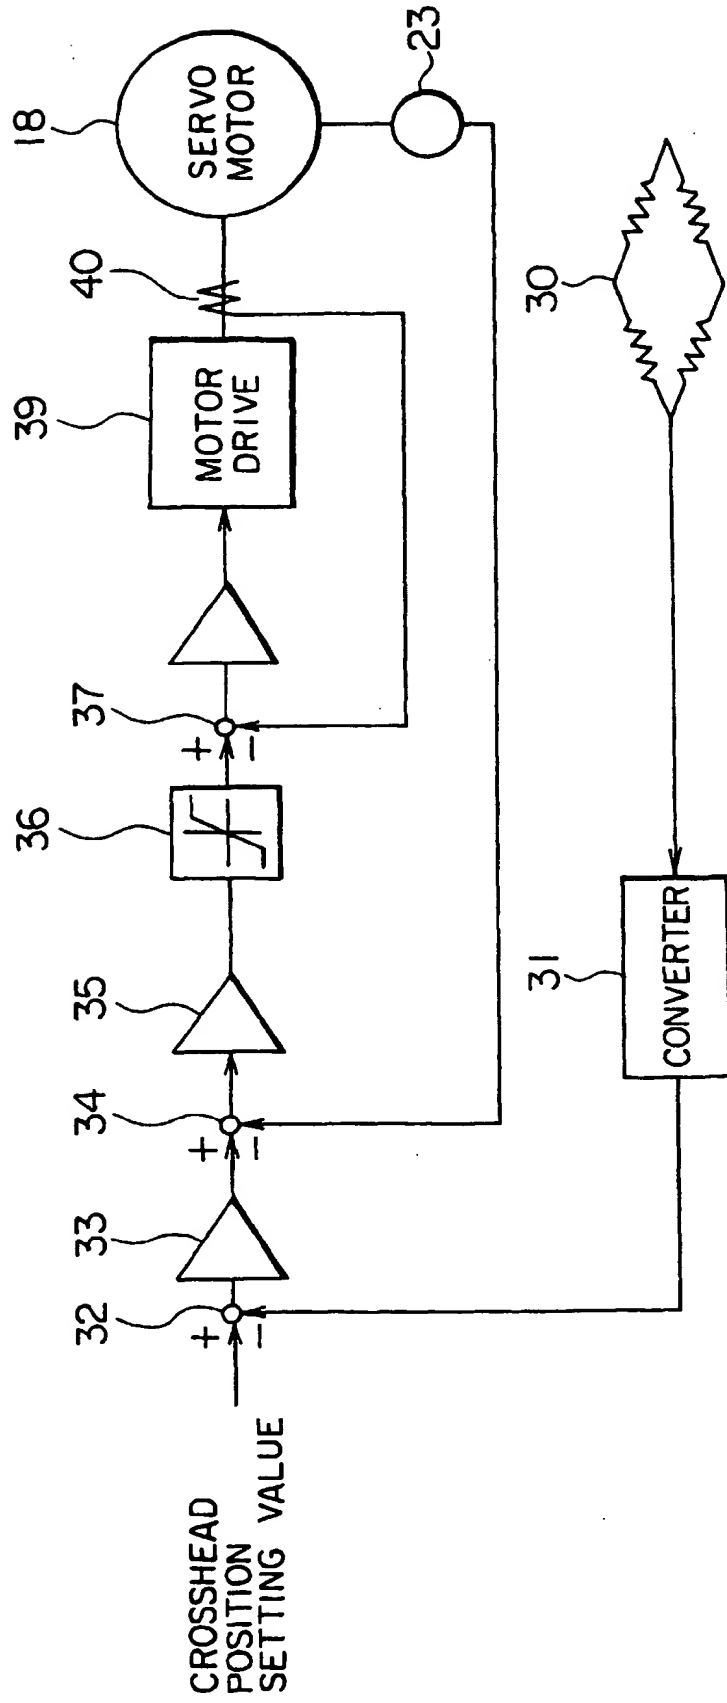 CROSSHEAD
POSITION
SETTING VALUE
+
−
32
33
+
−
34
35
36
+
−
37
39
MOTOR
DRIVE
40
18
SERVO
MOTOR
23
31
CONVERTER
30